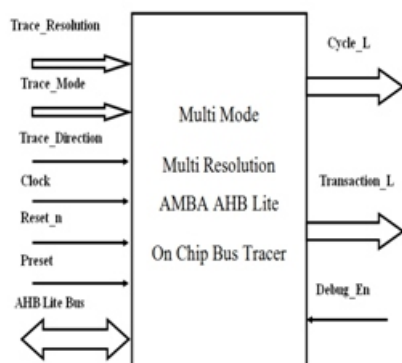 Trace_Resolution
Trace_Mode
Trace_Direction
Clock
Reset_n
Preset
AHB Lite Bus
Multi Mode
Multi Resolution
AMBA AHB Lite
On Chip Bus Tracer
Cycle_L
Transaction_L
Debug_En